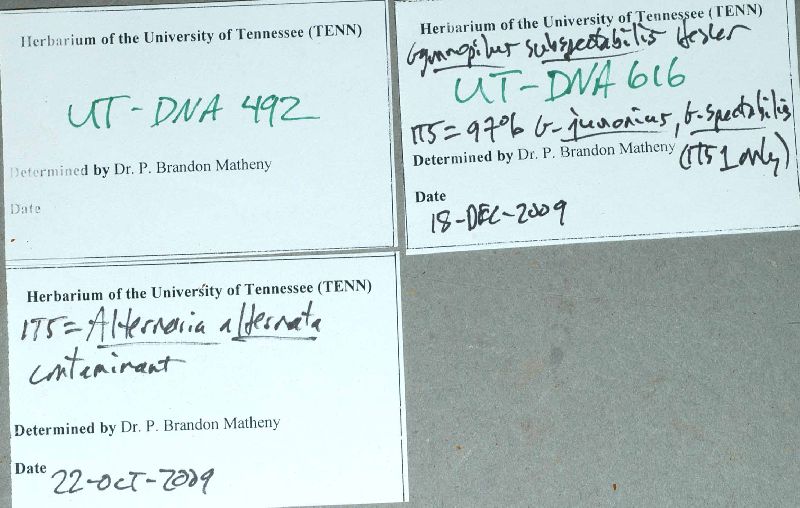 Herbarium of the University of Tennessee (TENN)
UT-DNA 492
Determined by Dr. P. Brandon Matheny
Date
Herbarium of the University of Tennessee (TENN)
Gymnopilus subspectabilis Hesler
UT-DNA 616
ITS = 97% G. junonius, G. spectabilis
(ITS 1 only)
Determined by Dr. P. Brandon Matheny
Date
18-DEC-2009
Herbarium of the University of Tennessee (TENN)
ITS = Alternaria alternata
contaminant
Determined by Dr. P. Brandon Matheny
Date 22-OCT-2009